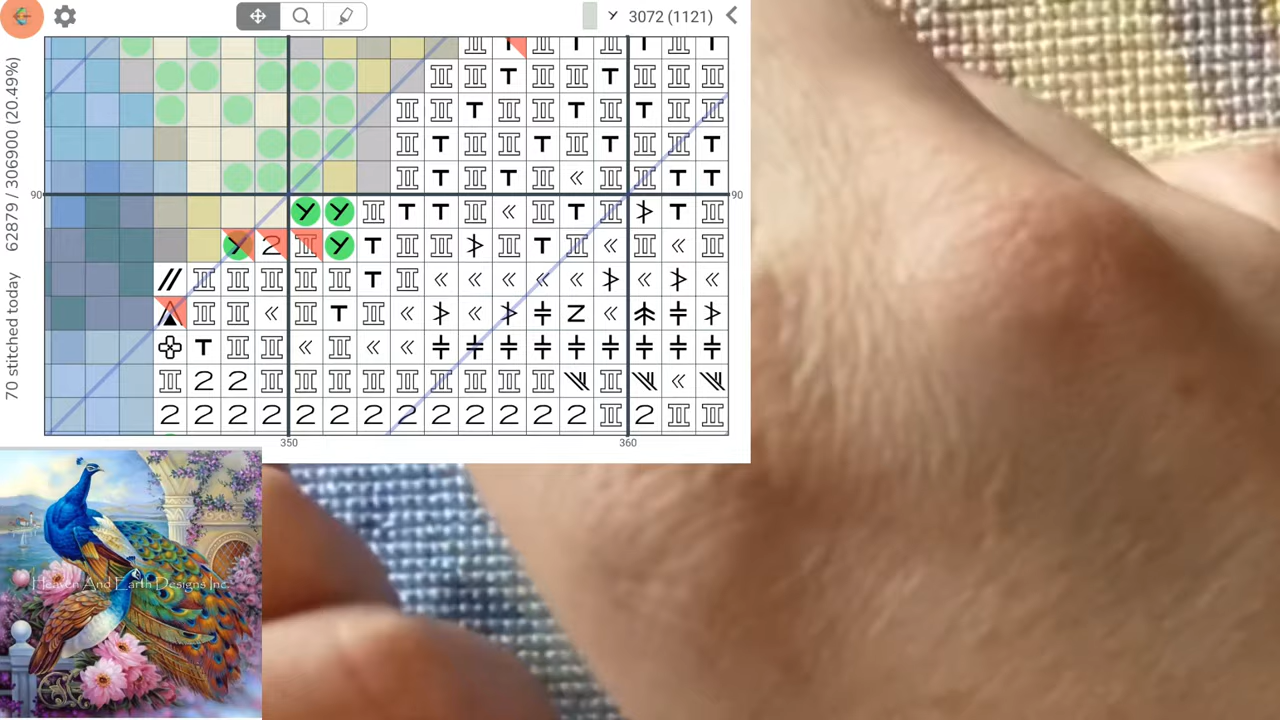 3072 (1121)
62879 / 306900 (20.49%)
70 stitched today
90
90
350
360
Heaven And Earth Designs Inc.